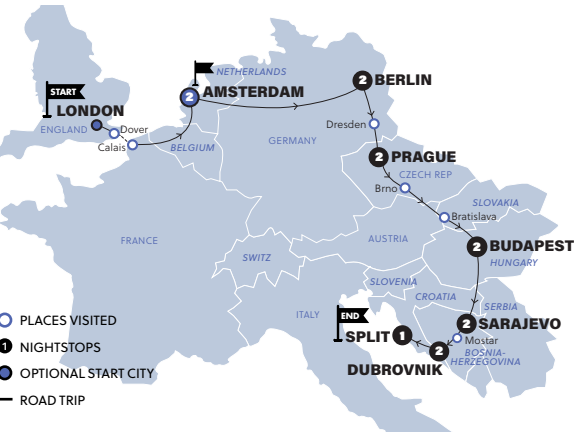 START
LONDON
ENGLAND
Dover
Calais
NETHERLANDS
2
AMSTERDAM
BELGIUM
2
BERLIN
GERMANY
Dresden
2
PRAGUE
CZECH REP
Brno
SLOVAKIA
Bratislava
FRANCE
SWITZ
AUSTRIA
2
BUDAPEST
HUNGARY
SLOVENIA
CROATIA
SERBIA
ITALY
END
SPLIT
1
2
SARAJEVO
Mostar
BOSNIA-
HERZEGOVINA
2
DUBROVNIK
PLACES VISITED
1 NIGHTSTOPS
OPTIONAL START CITY
ROAD TRIP